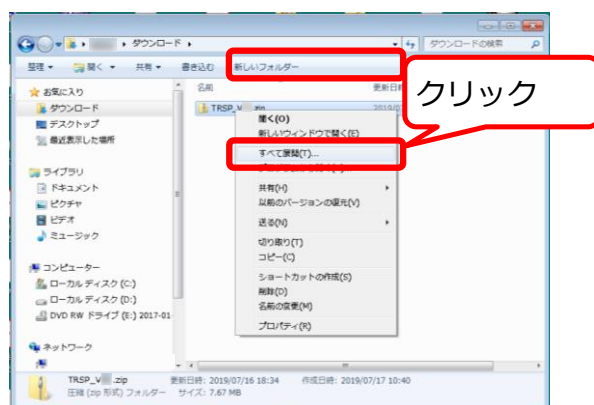 ダウンロード
ダウンロードの検索
整理 開く 共有 書き込む 新しいフォルダー
お気に入り
ダウンロード
デスクトップ
最近表示した場所
ライブラリ
ドキュメント
ピクチャ
ビデオ
ミュージック
コンピューター
ローカル ディスク (C:)
ローカル ディスク (D:)
DVD RW ドライブ (E:) 2017-01
ネットワーク
名前
更新日時
TRSP_V .zip
クリック
開く(O)
新しいウィンドウで開く(E)
すべて展開(T)...
共有(H)
以前のバージョンの復元(V)
送る(N)
切り取り(T)
コピー(C)
ショートカットの作成(S)
削除(D)
名前の変更(M)
プロパティ(R)
TRSP_V .zip 更新日時: 2019/07/16 18:34 作成日時: 2019/07/17 10:40
圧縮 (zip 形式) フォルダー サイズ: 7.67 MB